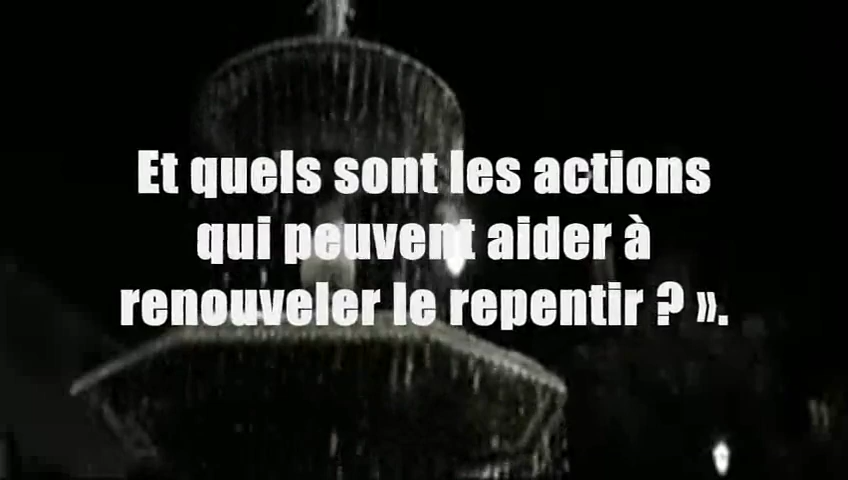 Et quels sont les actions
qui peuvent aider à
renouveler le repentir ? ».